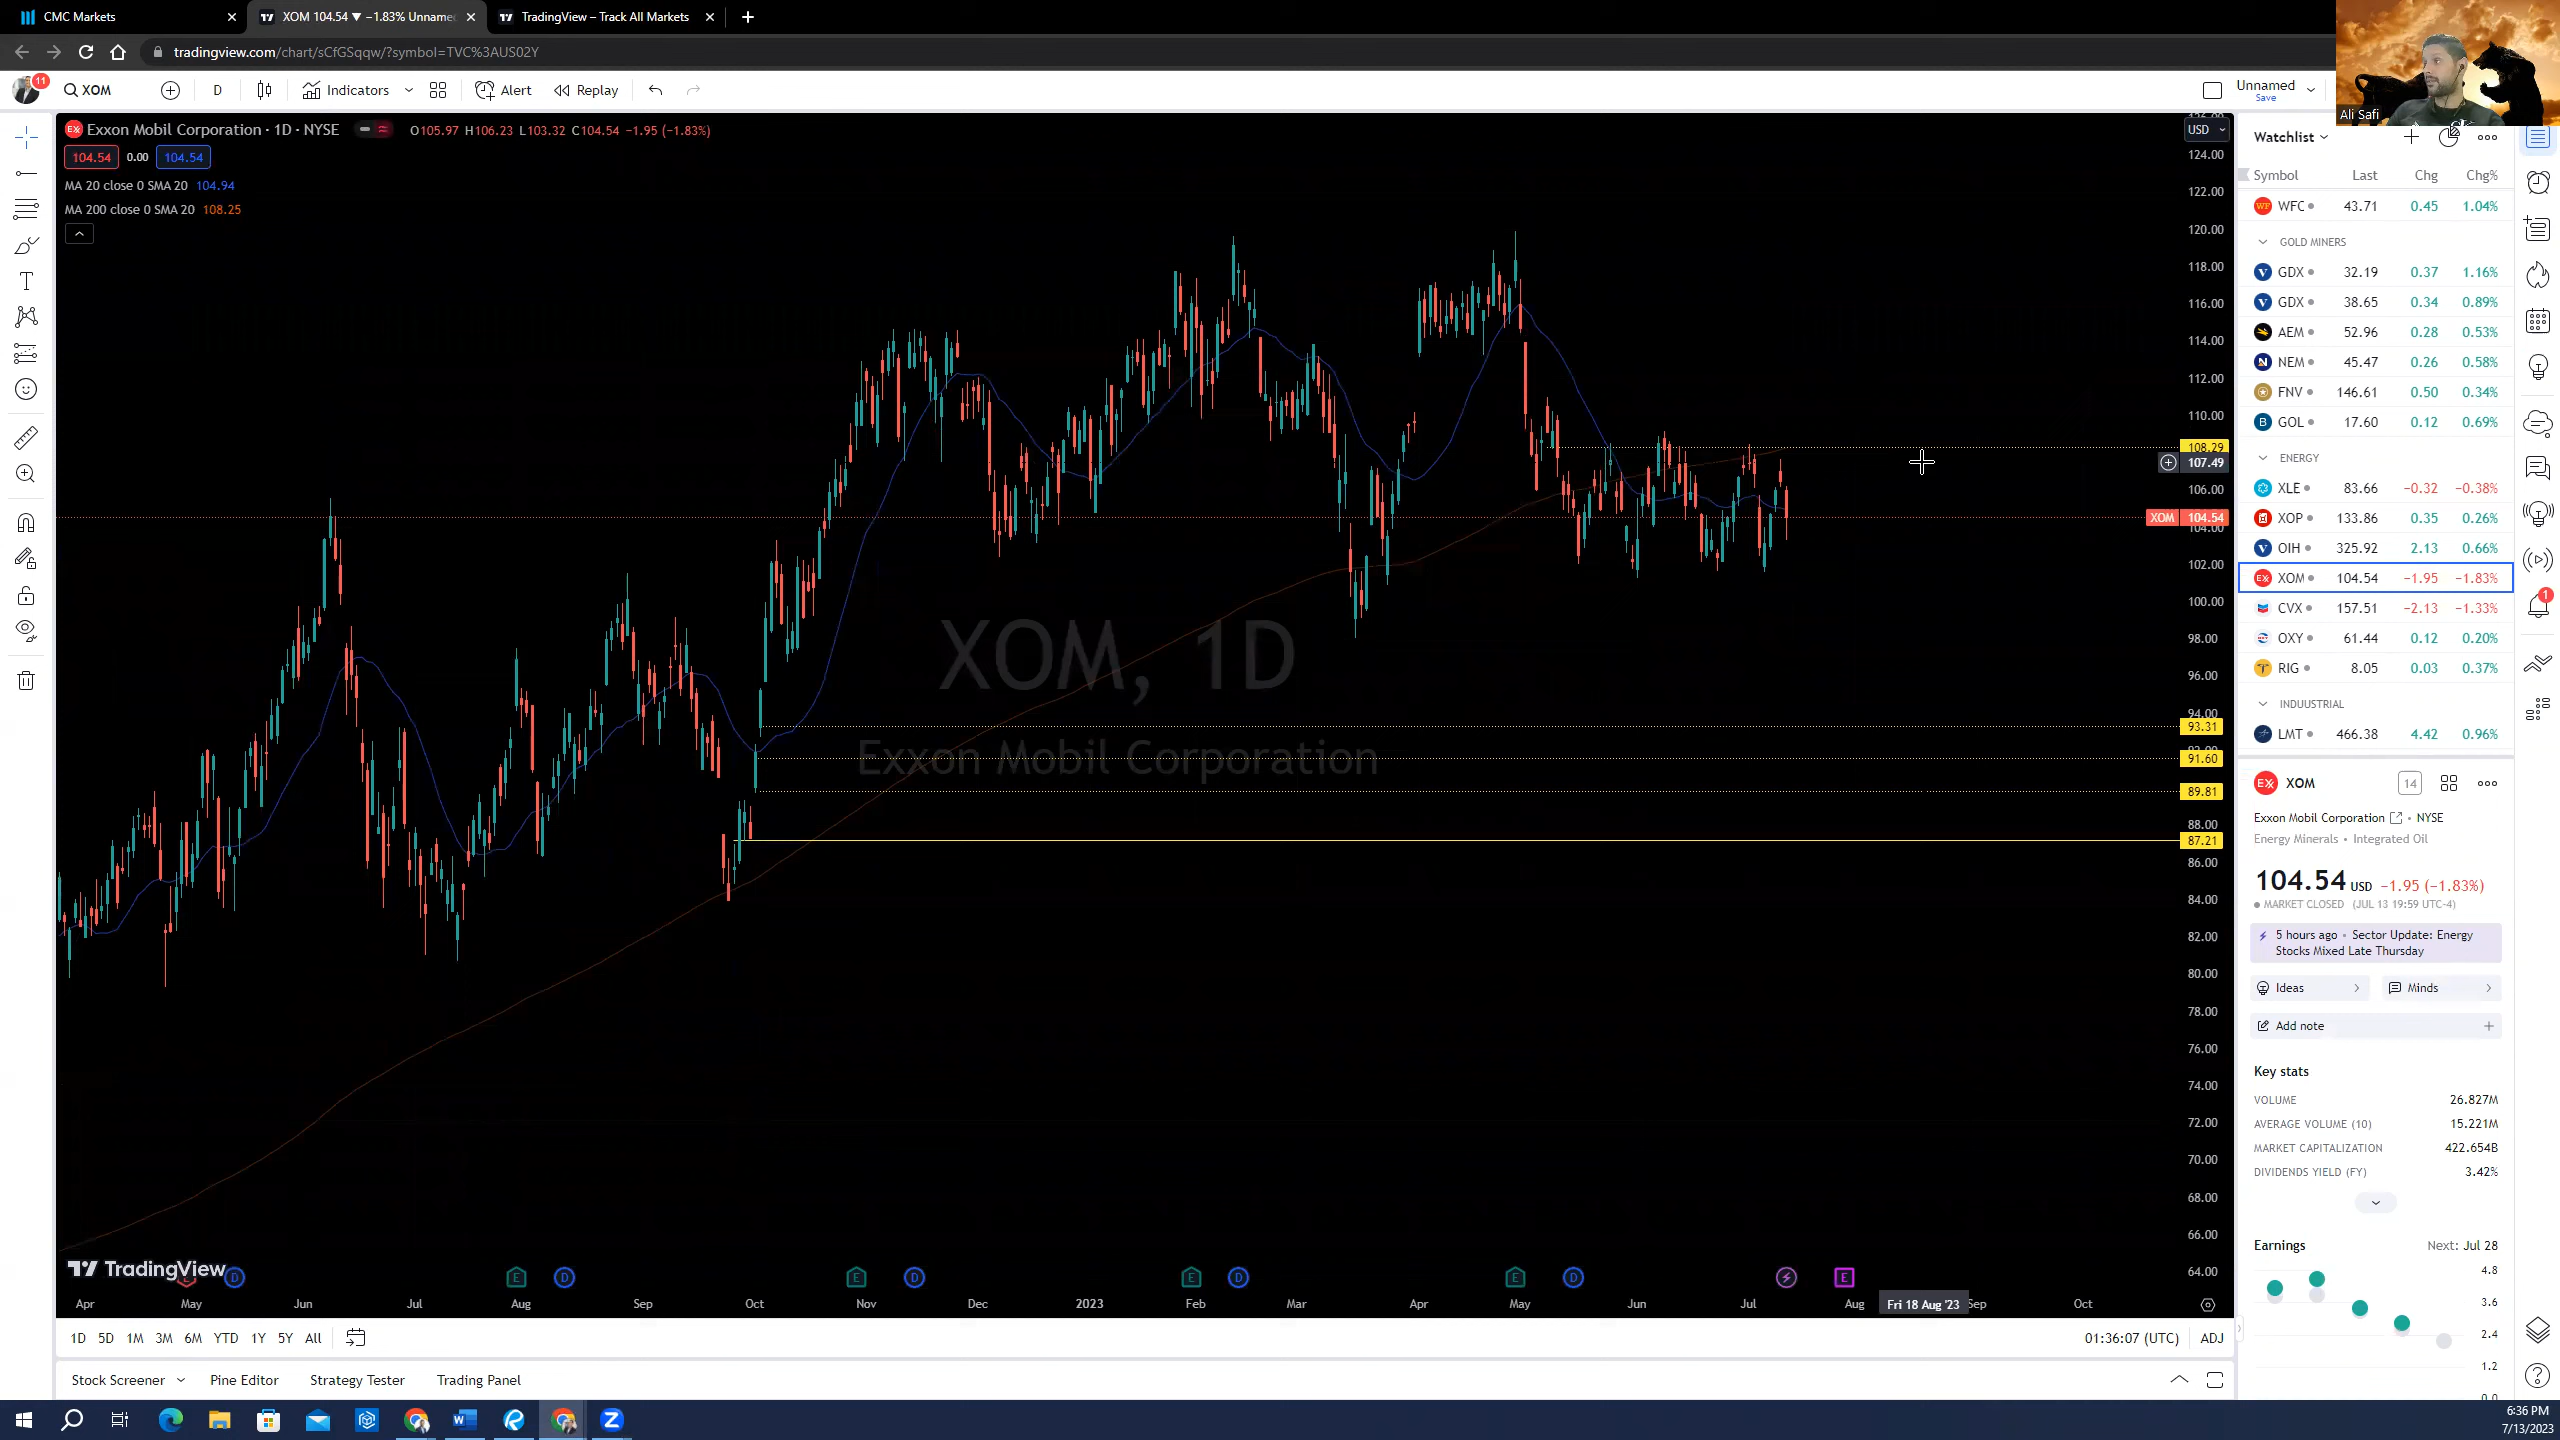 CMC Markets
XOM 104.54 ▼ −1.83% Unname
TradingView – Track All Markets
tradingview.com/chart/sCfGSqqw/?symbol=TVC%3AUS02Y
11
XOM
D
Indicators
Alert
Replay
Unnamed
Save
Ali Safi
Exxon Mobil Corporation · 1D · NYSE
O105.97 H106.23 L103.32 C104.54 −1.95 (−1.83%)
104.54 0.00 104.54
MA 20 close 0 SMA 20 104.94
MA 200 close 0 SMA 20 108.25
USD
124.00
122.00
120.00
118.00
116.00
114.00
112.00
110.00
108.29
107.49
106.00
XOM 104.54
104.00
102.00
100.00
98.00
96.00
94.00
93.31
91.60
89.81
88.00
87.21
86.00
84.00
82.00
80.00
78.00
76.00
74.00
72.00
70.00
68.00
66.00
64.00
XOM, 1D
Exxon Mobil Corporation
TradingView
E D E D E D E D E D E
Apr May Jun Jul Aug Sep Oct Nov Dec 2023 Feb Mar Apr May Jun Jul Aug Fri 18 Aug '23 Sep Oct
1D 5D 1M 3M 6M YTD 1Y 5Y All
01:36:07 (UTC) ADJ
Stock Screener Pine Editor Strategy Tester Trading Panel
Watchlist
Symbol Last Chg Chg%
WFC 43.71 0.45 1.04%
GOLD MINERS
GDX 32.19 0.37 1.16%
GDX 38.65 0.34 0.89%
AEM 52.96 0.28 0.53%
NEM 45.47 0.26 0.58%
FNV 146.61 0.50 0.34%
GOL 17.60 0.12 0.69%
ENERGY
XLE 83.66 −0.32 −0.38%
XOP 133.86 0.35 0.26%
OIH 325.92 2.13 0.66%
XOM 104.54 −1.95 −1.83%
CVX 157.51 −2.13 −1.33%
OXY 61.44 0.12 0.20%
RIG 8.05 0.03 0.37%
INDUUSTRIAL
LMT 466.38 4.42 0.96%
XOM
14
Exxon Mobil Corporation • NYSE
Energy Minerals • Integrated Oil
104.54 USD −1.95 (−1.83%)
MARKET CLOSED (JUL 13 19:59 UTC-4)
5 hours ago • Sector Update: Energy
Stocks Mixed Late Thursday
Ideas
Minds
Add note
Key stats
VOLUME 26.827M
AVERAGE VOLUME (10) 15.221M
MARKET CAPITALIZATION 422.654B
DIVIDENDS YIELD (FY) 3.42%
Earnings Next: Jul 28
4.8
3.6
2.4
1.2
1
6:36 PM
7/13/2023